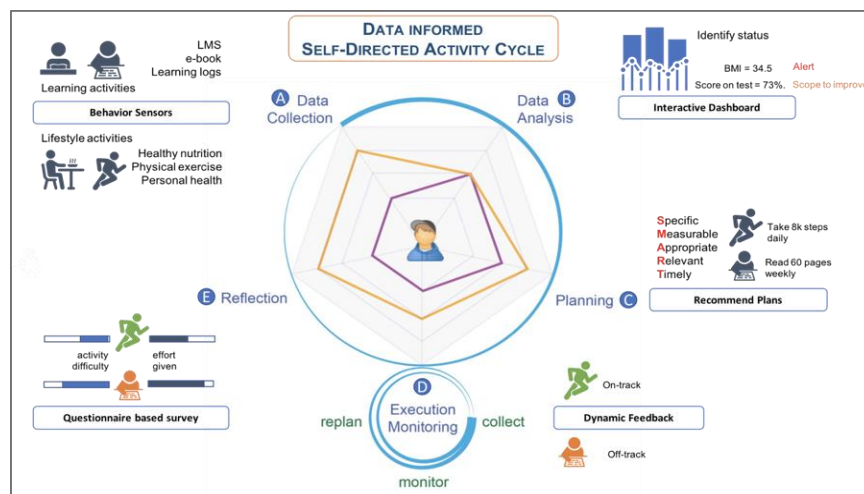 DATA INFORMED
SELF-DIRECTED ACTIVITY CYCLE
LMS
e-book
Learning logs
Learning activities
Behavior Sensors
Lifestyle activities
Healthy nutrition
Physical exercise
Personal health
A Data
Collection
Data B
Analysis
Identify status
BMI = 34.5 Alert
Score on test = 73%. Scope to improve
Interactive Dashboard
Specific
Measurable
Appropriate
Relevant
Timely
Take 8k steps
daily
Read 60 pages
weekly
Planning C
Recommend Plans
E Reflection
activity
difficulty
effort
given
Questionnaire based survey
D
Execution
Monitoring
replan
collect
monitor
On-track
Dynamic Feedback
Off-track